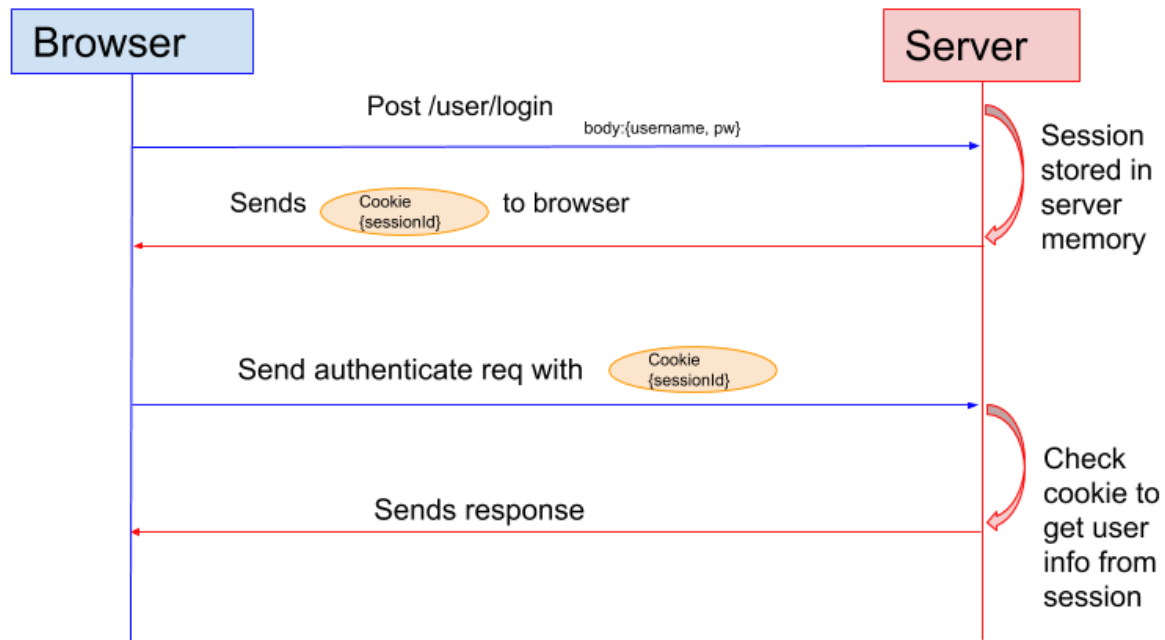 Browser
Server
Post /user/login
body:{username, pw}
Session
stored in
server
memory
Sends
Cookie
{sessionId}
to browser
Send authenticate req with
Cookie
{sessionId}
Check
cookie to
get user
info from
session
Sends response